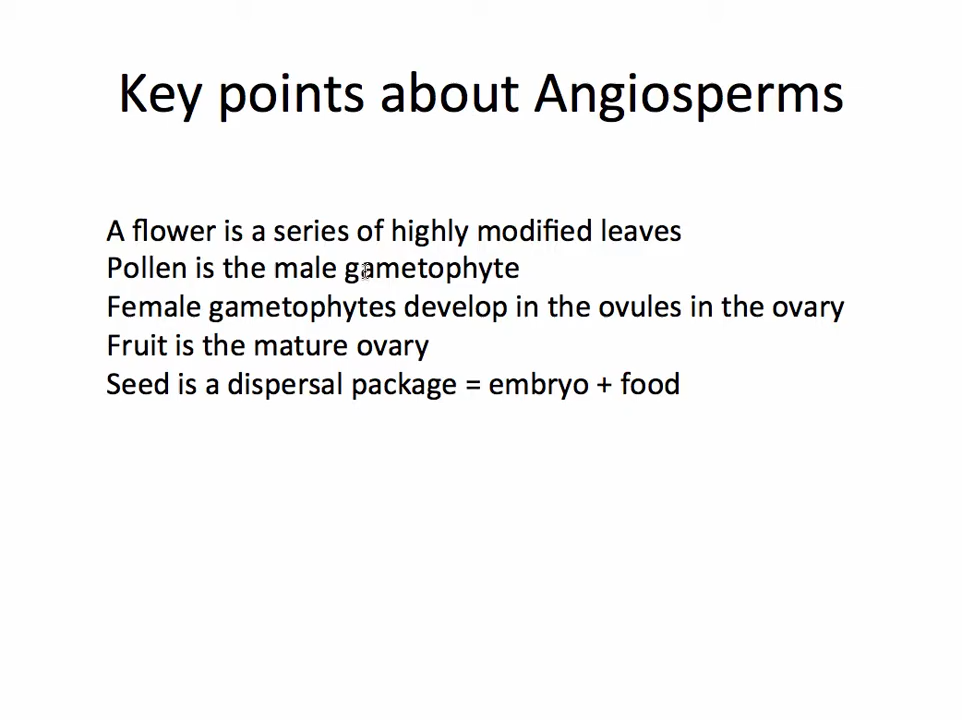 Key points about Angiosperms
A flower is a series of highly modified leaves
Pollen is the male gametophyte
Female gametophytes develop in the ovules in the ovary
Fruit is the mature ovary
Seed is a dispersal package = embryo + food